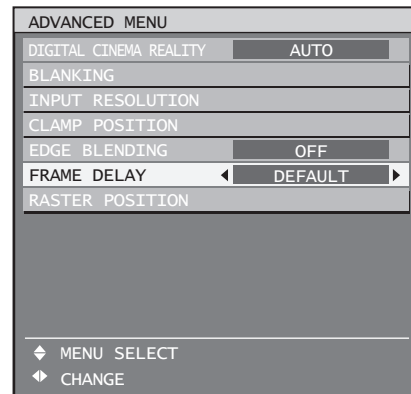 ADVANCED MENU
DIGITAL CINEMA REALITY AUTO
BLANKING
INPUT RESOLUTION
CLAMP POSITION
EDGE BLENDING OFF
FRAME DELAY DEFAULT
RASTER POSITION
MENU SELECT
CHANGE